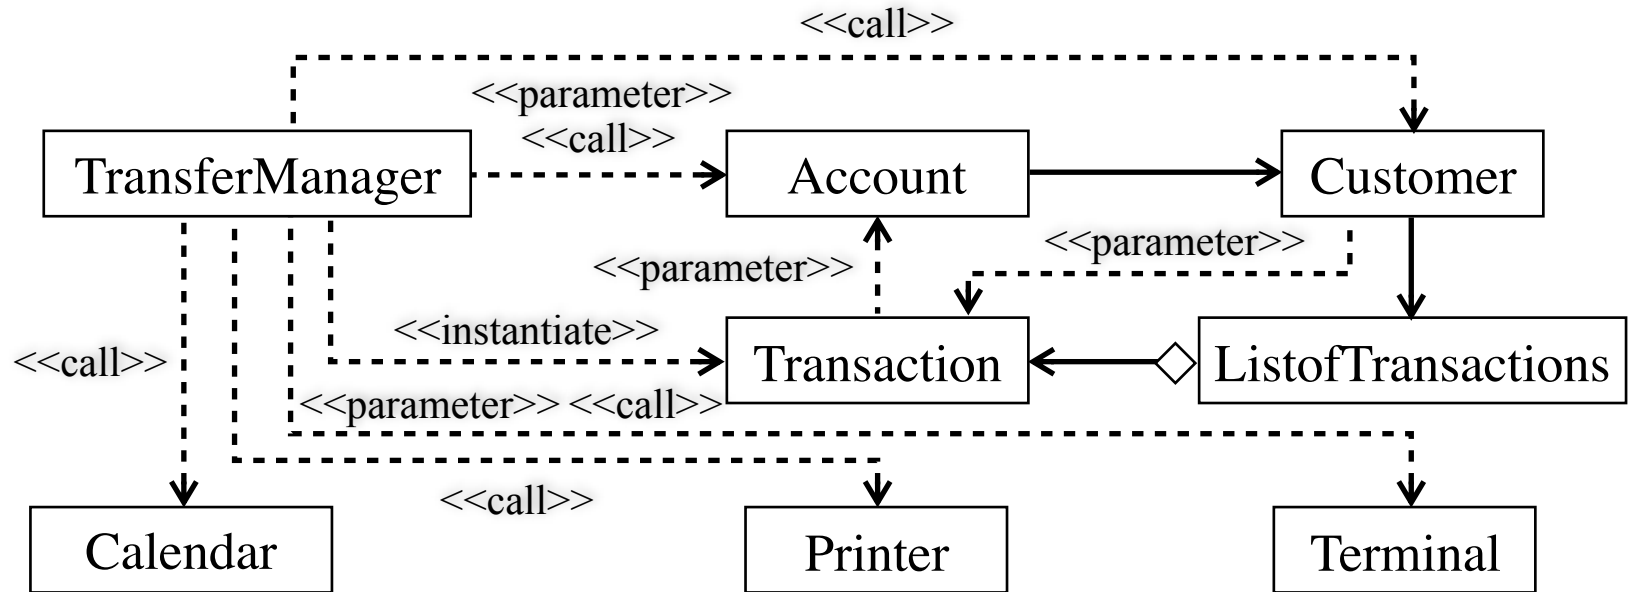 <<call>>
<<parameter>>
<<call>>
TransferManager
Account
Customer
<<parameter>>
<<parameter>>
<<instantiate>>
<<call>>
Transaction
ListofTransactions
<<parameter>> <<call>>
<<call>>
Calendar
Printer
Terminal